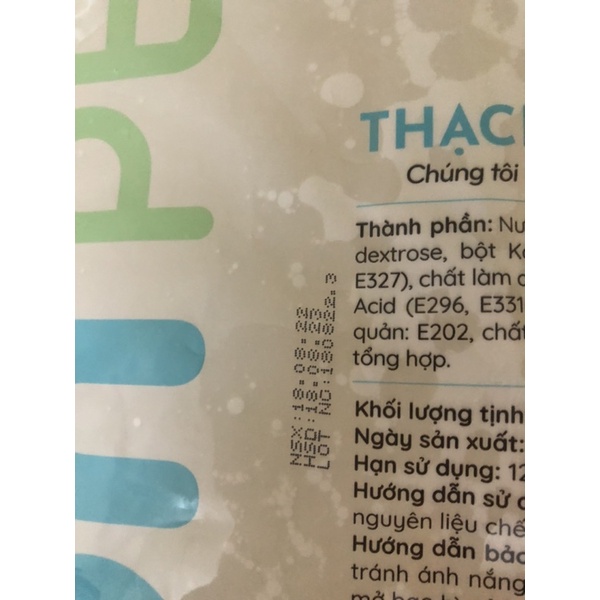 THẠC
Chúng tôi
Thành phần:
dextrose, bột
E327), chất làm
Acid (E296, E331
quản: E202, chất
tổng hợp.
Khối lượng tịnh
Ngày sản xuất:
Hạn sử dụng: 12
Hướng dẫn sử
nguyên liệu chế
Hướng dẫn bảo
tránh ánh nắng
NSX:18.08.22
HSD:18.08.23
LOT NO:180822.3